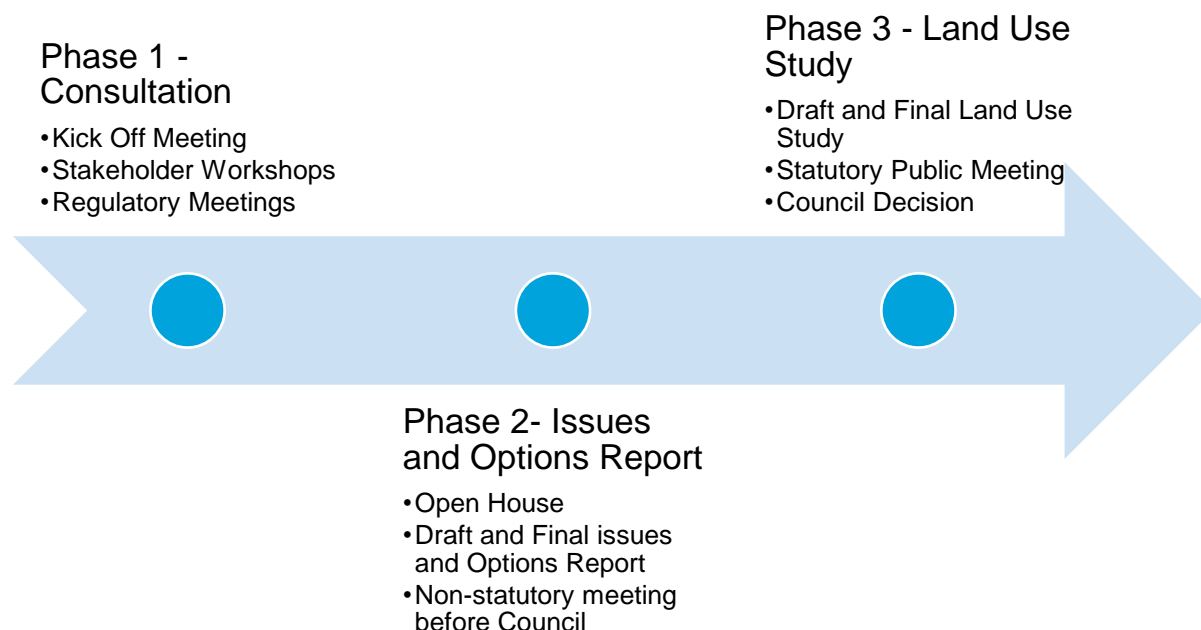 Phase 1 -
Consultation
•Kick Off Meeting
•Stakeholder Workshops
•Regulatory Meetings
Phase 2- Issues
and Options Report
•Open House
•Draft and Final issues
and Options Report
•Non-statutory meeting
before Council
Phase 3 - Land Use
Study
•Draft and Final Land Use
Study
•Statutory Public Meeting
•Council Decision